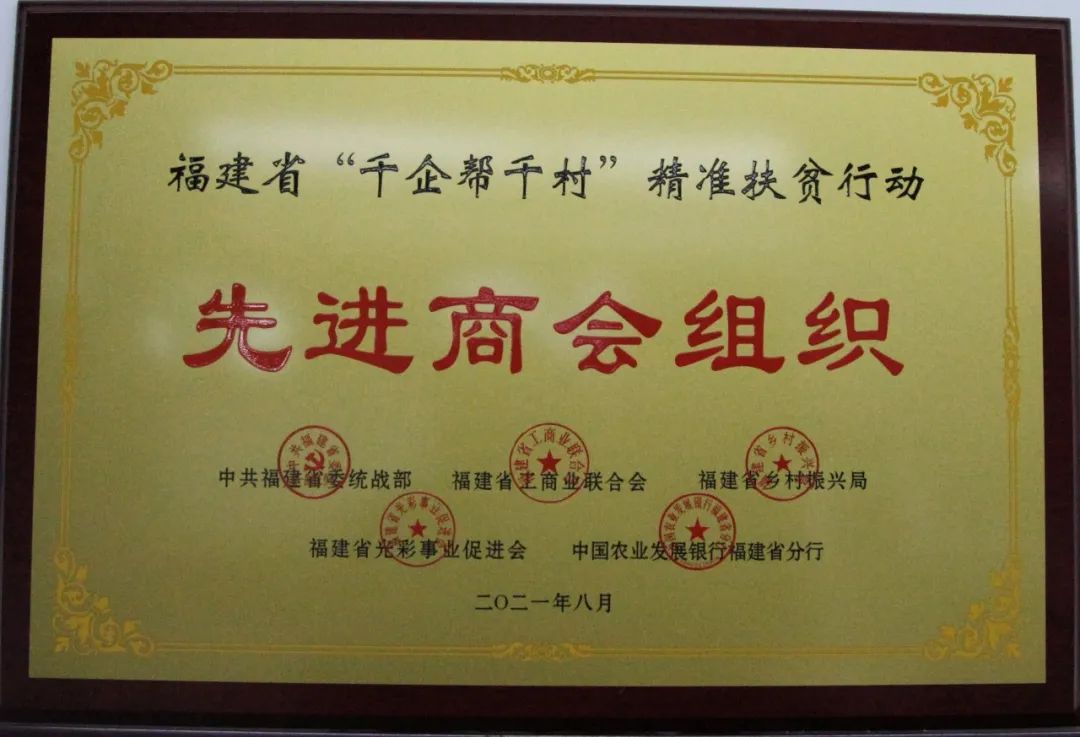 福建省“千企帮千村”精准扶贫行动
先进商会组织
中共福建省委统战部 福建省工商业联合会 福建省乡村振兴局
福建省光彩事业促进会 中国农业发展银行福建省分行
二〇二一年八月